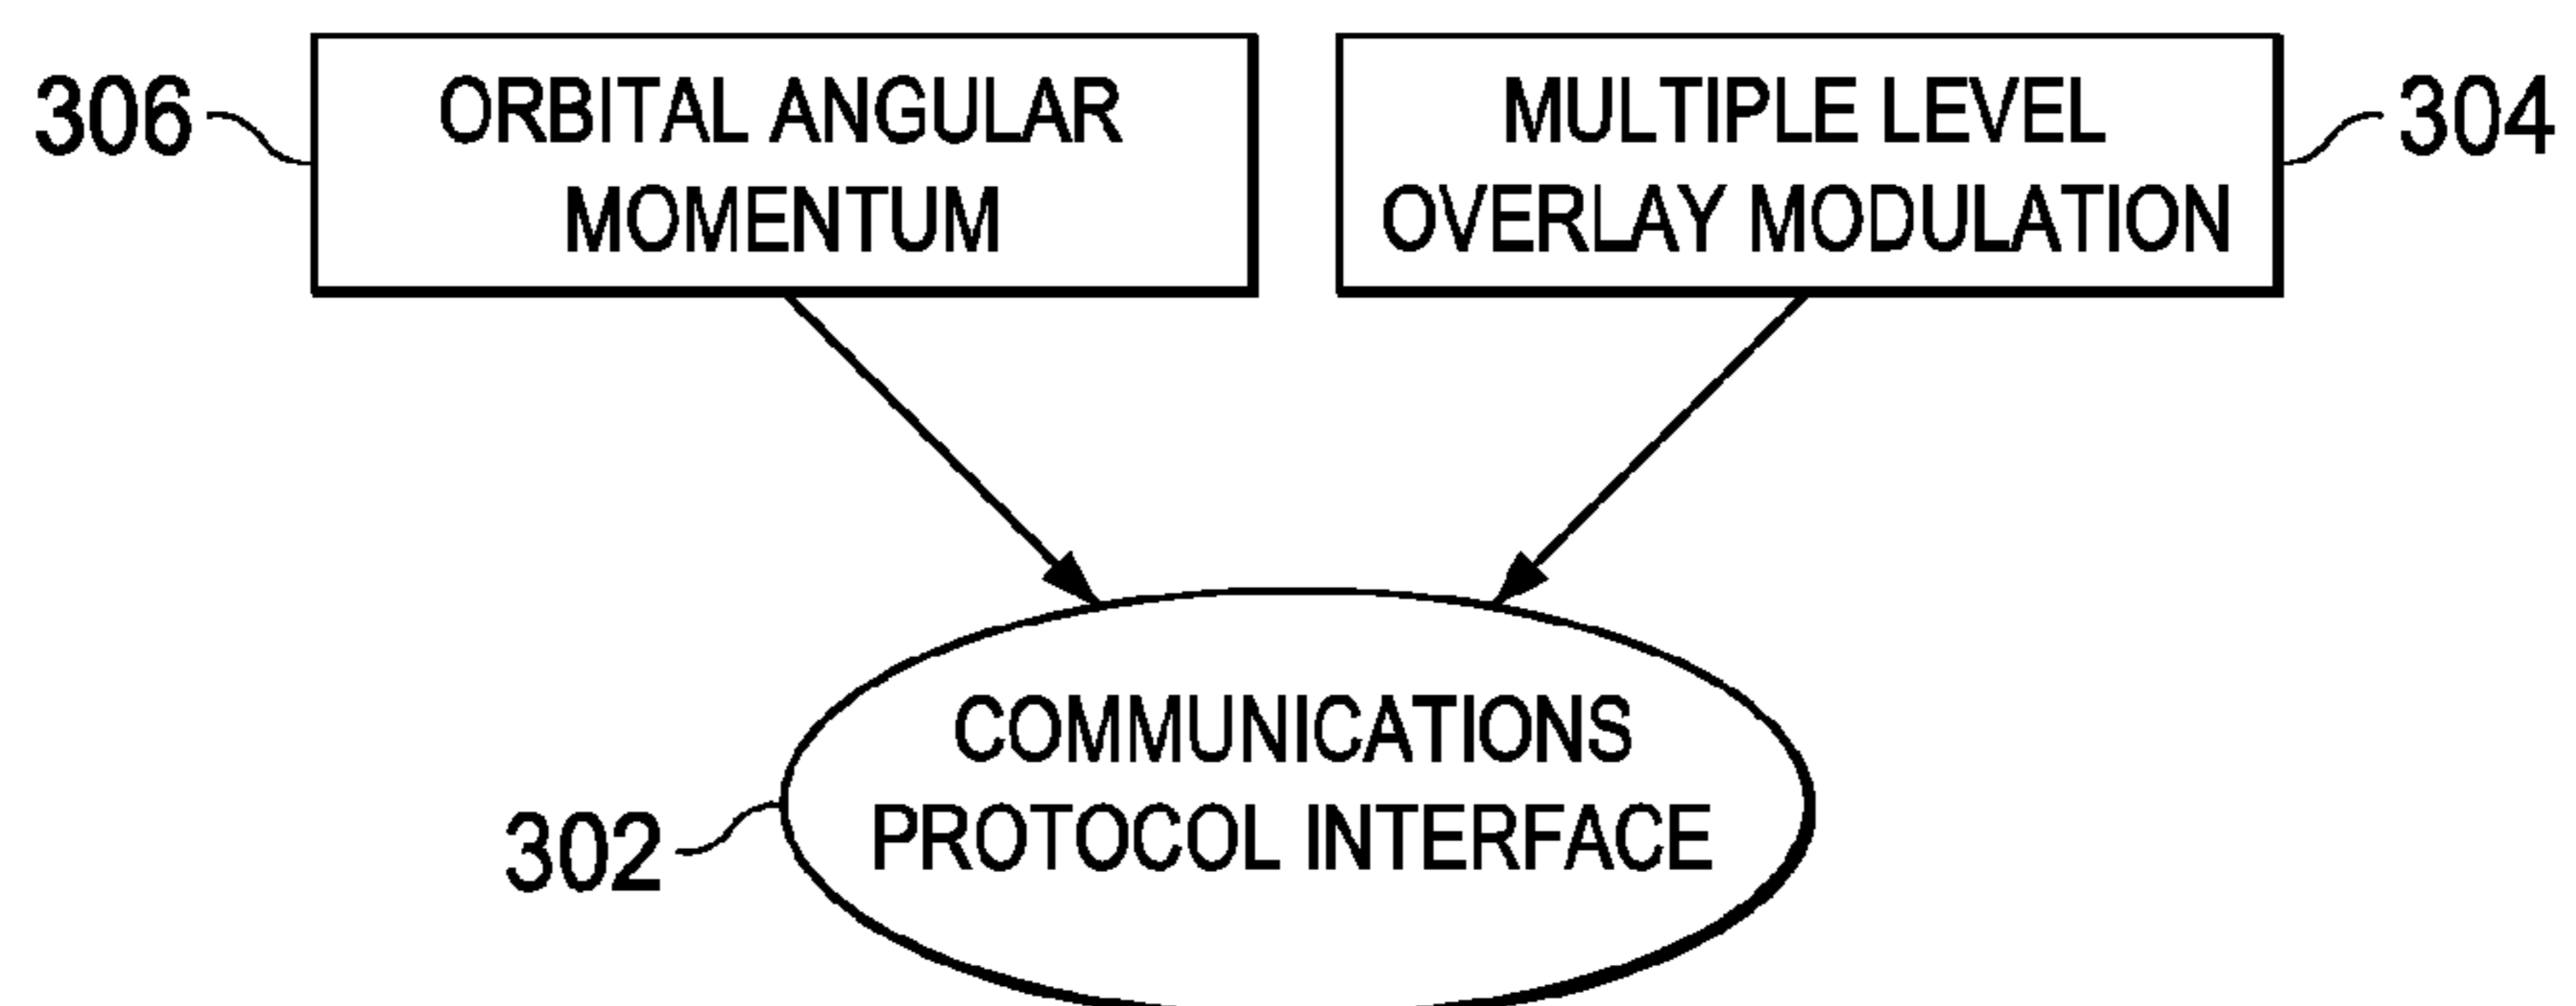 306
ORBITAL ANGULAR
MOMENTUM
MULTIPLE LEVEL
OVERLAY MODULATION
304
COMMUNICATIONS
PROTOCOL INTERFACE
302